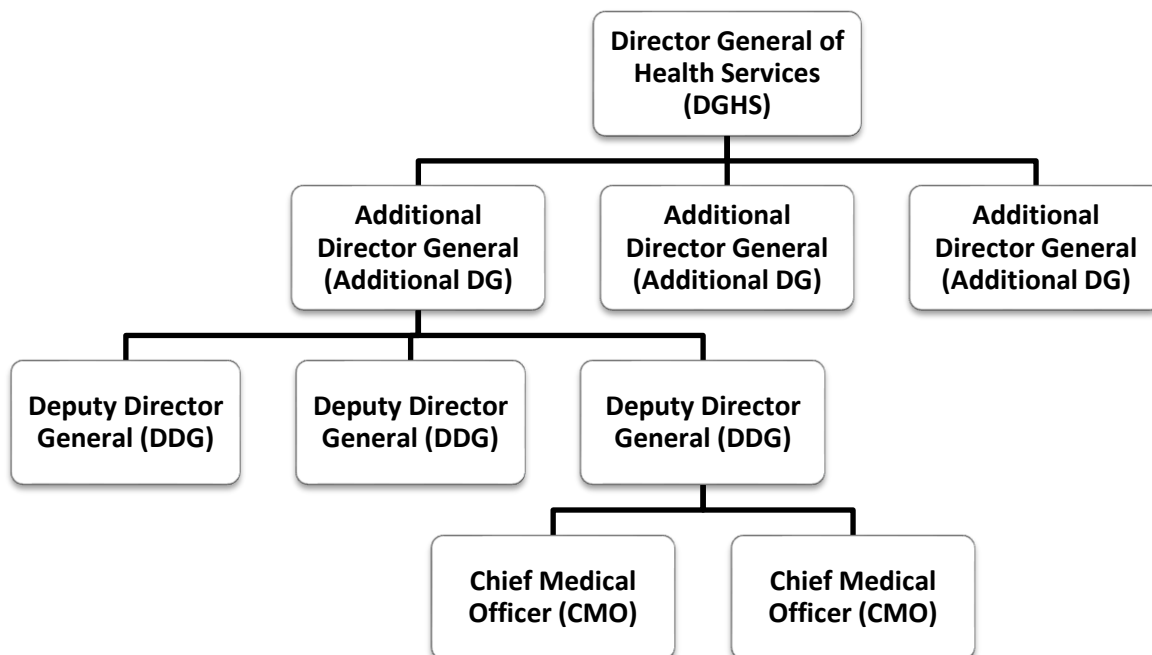 Director General of
Health Services
(DGHS)
Additional
Director General
(Additional DG)
Additional
Director General
(Additional DG)
Additional
Director General
(Additional DG)
Deputy Director
General (DDG)
Deputy Director
General (DDG)
Deputy Director
General (DDG)
Chief Medical
Officer (CMO)
Chief Medical
Officer (CMO)